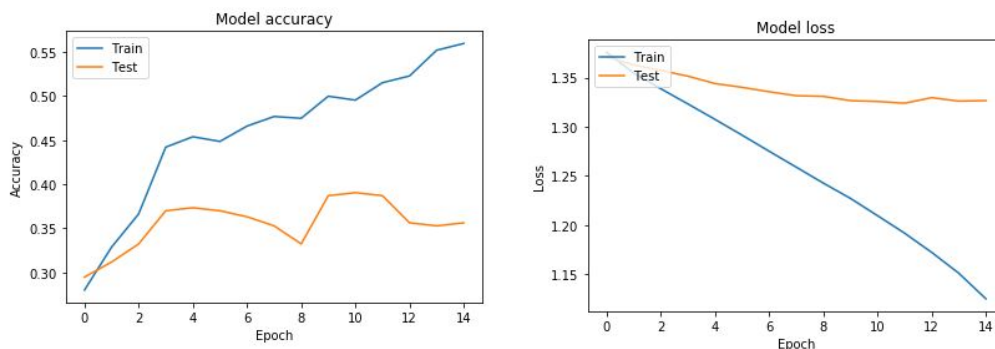 Model accuracy
Train
Test
0.55
0.50
0.45
0.40
0.35
0.30
Accuracy
0 2 4 6 8 10 12 14
Epoch
Model loss
Train
Test
1.35
1.30
1.25
1.20
1.15
Loss
0 2 4 6 8 10 12 14
Epoch